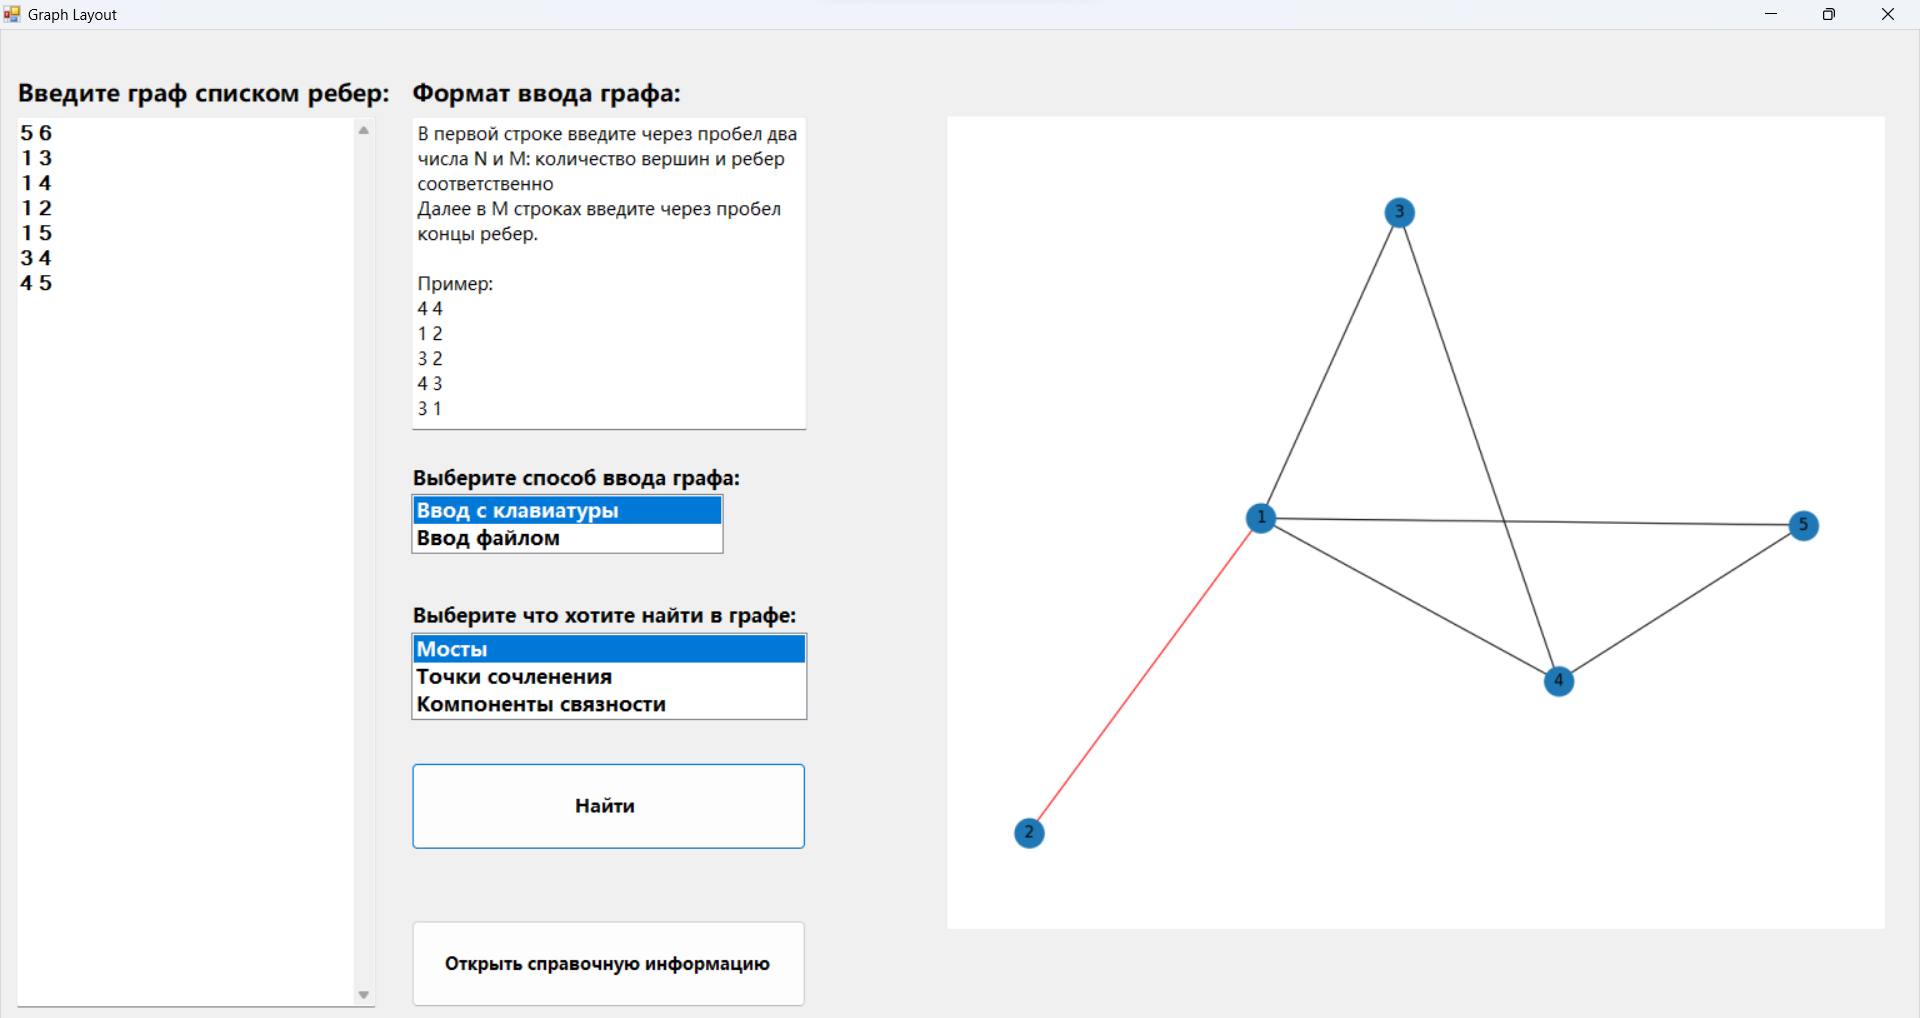 Graph Layout
Введите граф списком ребер:
5 6
1 3
1 4
1 2
1 5
3 4
4 5
Формат ввода графа:
В первой строке введите через пробел два
числа N и M: количество вершин и ребер
соответственно
Далее в M строках введите через пробел
концы ребер.
Пример:
4 4
1 2
3 2
4 3
3 1
Выберите способ ввода графа:
Ввод с клавиатуры
Ввод файлом
Выберите что хотите найти в графе:
Мосты
Точки сочленения
Компоненты связности
Найти
Открыть справочную информацию
3
1
5
4
2